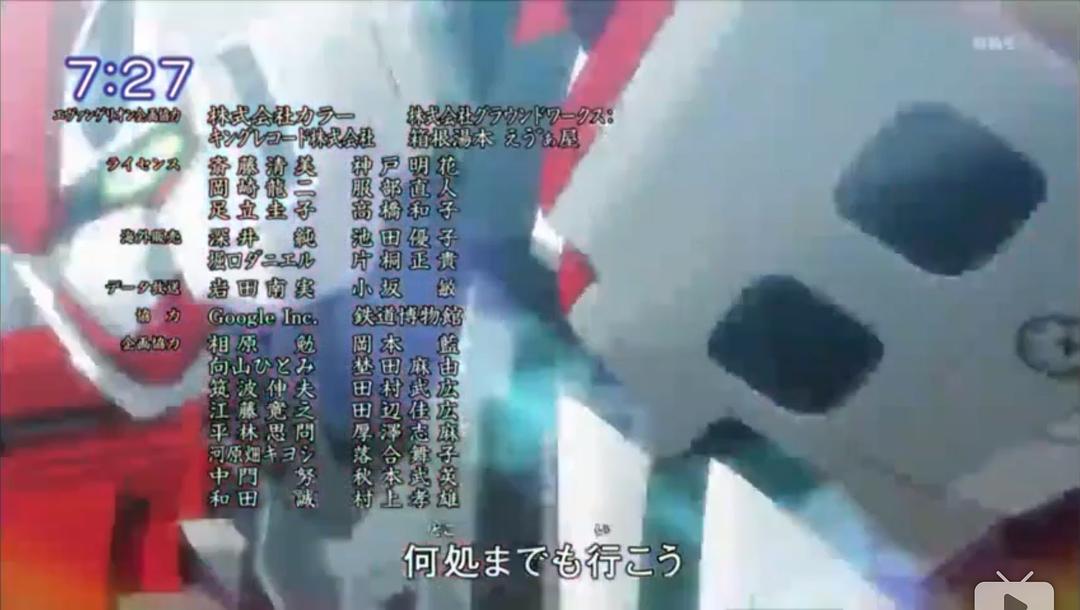 7:27
エヴァンゲリオン企画協力 株式会社カラー 株式会社グラウンドワークス:
キングレコード株式会社 箱根湯本 えゔぁ屋
ライセンス 斎藤清美 神戸明花
岡崎龍二 服部直人
足立圭子 高橋和子
海外販売 深井 純 池田優子
堀口ダニエル 片桐正貴
データ放送 岩田南実 小坂 敏
協力 Google Inc. 鉄道博物館
企画協力 相原 勉 岡本 藍
向山ひとみ 墓田麻由
筑波伸夫 田村武広
江藤寛之 田辺佳広
平林思問 厚澤志麻
河原畑キヨシ 落合舞子
中門 努 秋本武英
和田 誠 村上孝雄
どこ い
何処までも行こう